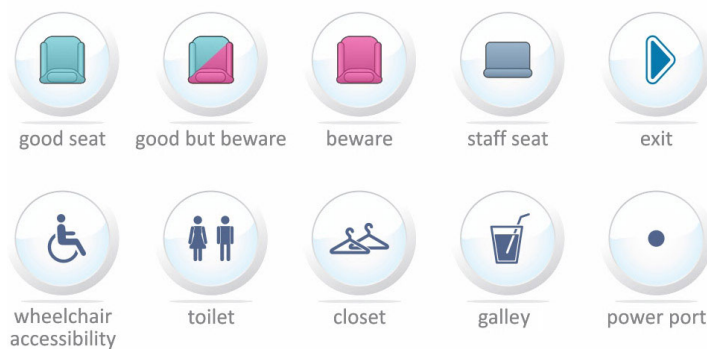 good seat
good but beware
beware
staff seat
exit
wheelchair
accessibility
toilet
closet
galley
power port